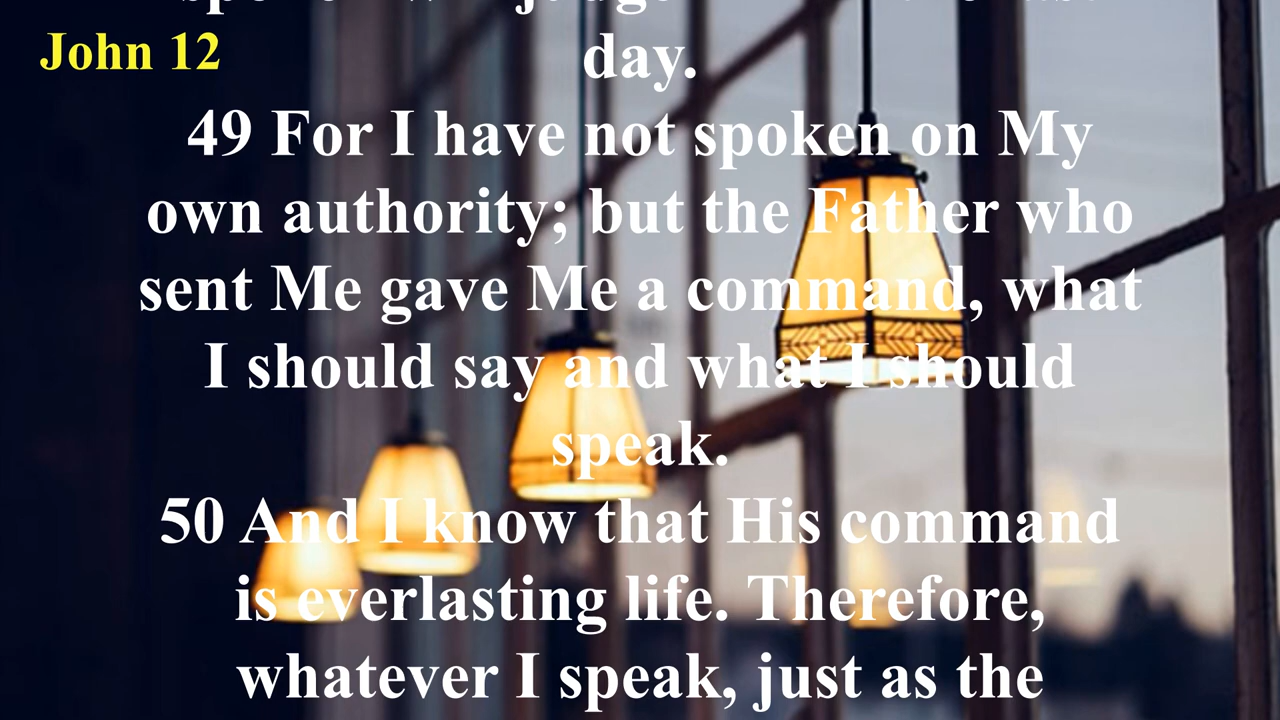 John 12
day.
49 For I have not spoken on My
own authority; but the Father who
sent Me gave Me a command, what
I should say and what I should
speak.
50 And I know that His command
is everlasting life. Therefore,
whatever I speak, just as the